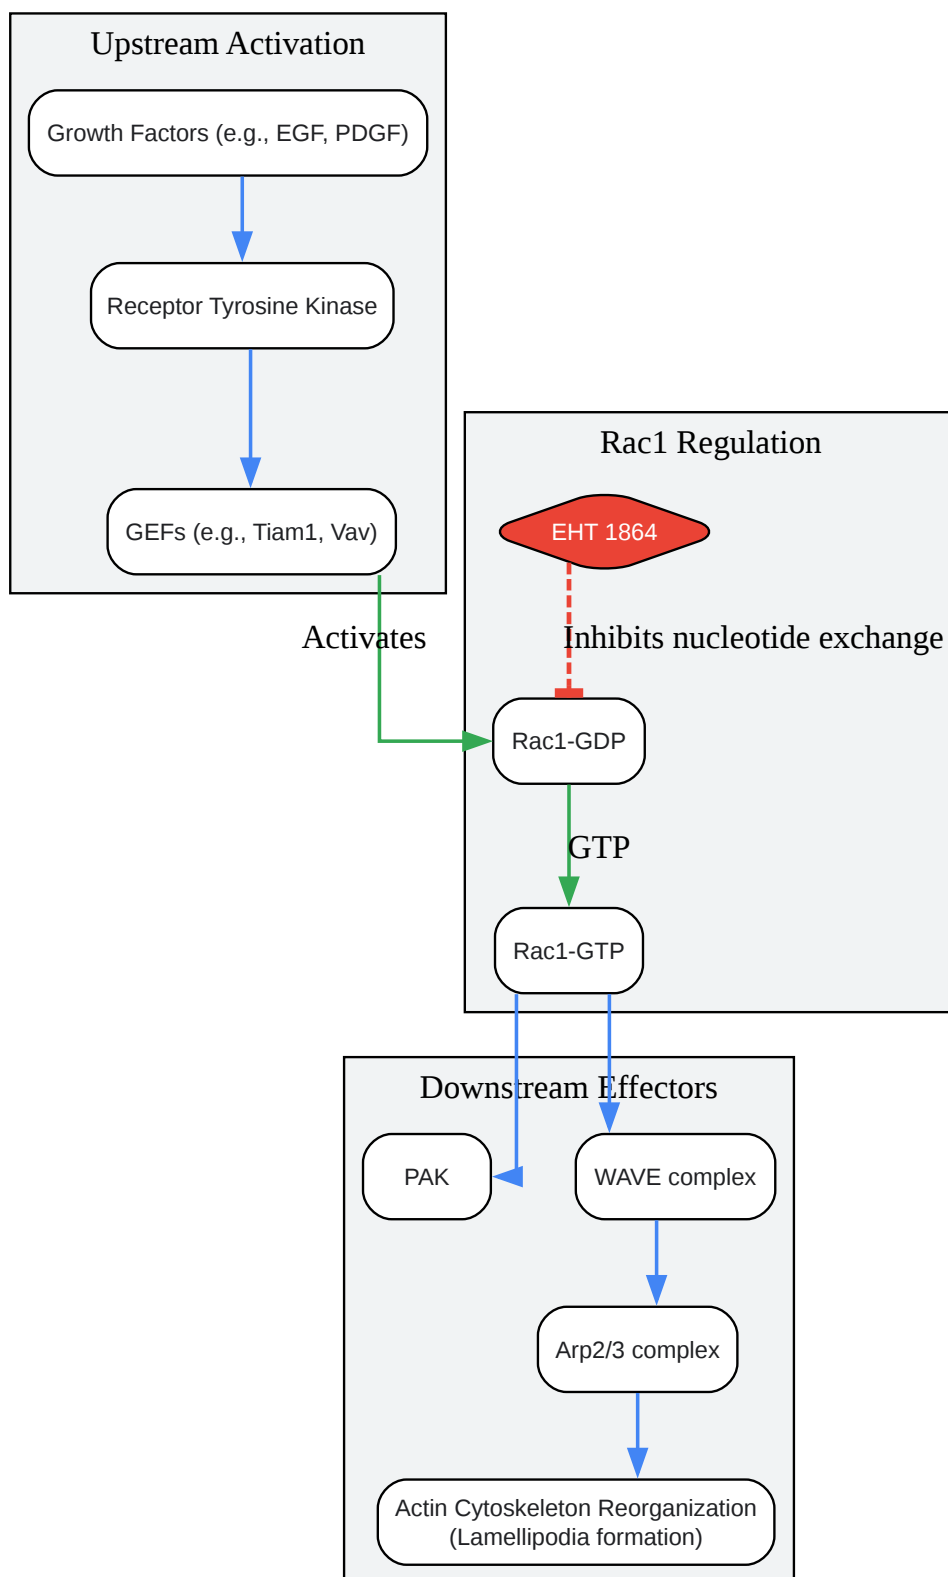 Upstream Activation
Growth Factors (e.g., EGF, PDGF)
Receptor Tyrosine Kinase
GEFs (e.g., Tiam1, Vav)
Activates
Rac1 Regulation
EHT 1864
Inhibits nucleotide exchange
Rac1-GDP
GTP
Rac1-GTP
Downstream Effectors
PAK
WAVE complex
Arp2/3 complex
Actin Cytoskeleton Reorganization
(Lamellipodia formation)